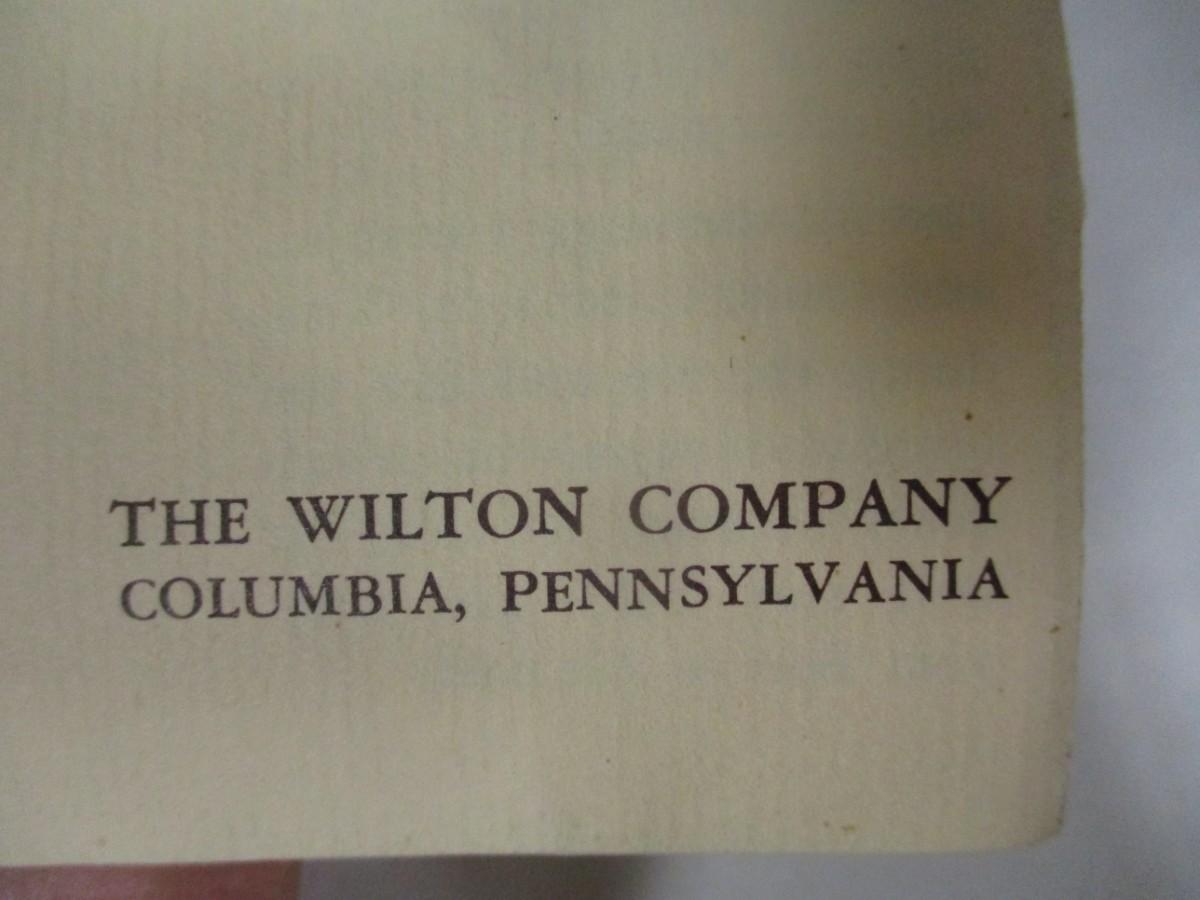 THE WILTON COMPANY
COLUMBIA, PENNSYLVANIA